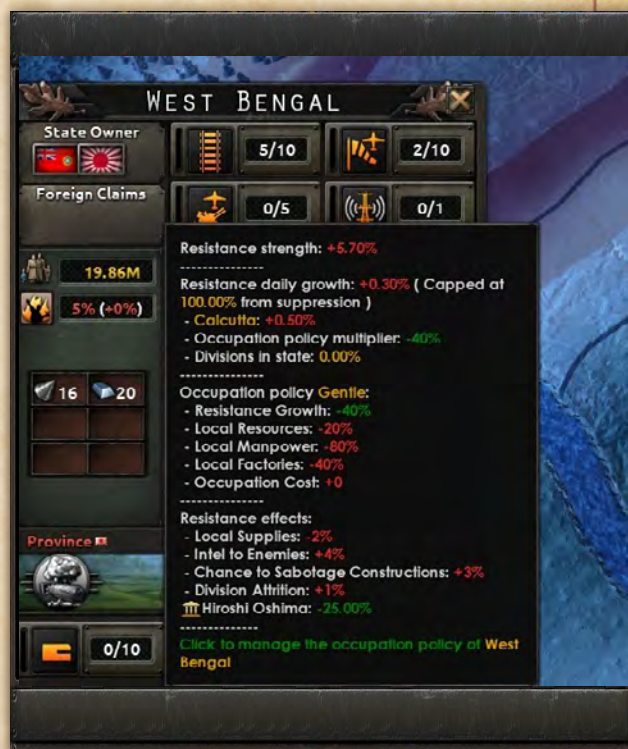 WEST BENGAL
State Owner
5/10
2/10
Foreign Claims
0/5
0/1
19.86M
5% (+0%)
16
20
Province
0/10
Resistance strength: +5.70%
--------------
Resistance daily growth: +0.30% ( Capped at
100.00% from suppression )
- Calcutta: +0.50%
- Occupation policy multiplier: -40%
- Divisions in state: 0.00%
--------------
Occupation policy Gentle:
- Resistance Growth: -40%
- Local Resources: -20%
- Local Manpower: -80%
- Local Factories: -40%
- Occupation Cost: +0
--------------
Resistance effects:
- Local Supplies: -2%
- Intel to Enemies: +4%
- Chance to Sabotage Constructions: +3%
- Division Attrition: +1%
Hiroshi Oshima: -25.00%
--------------
Click to manage the occupation policy of West
Bengal